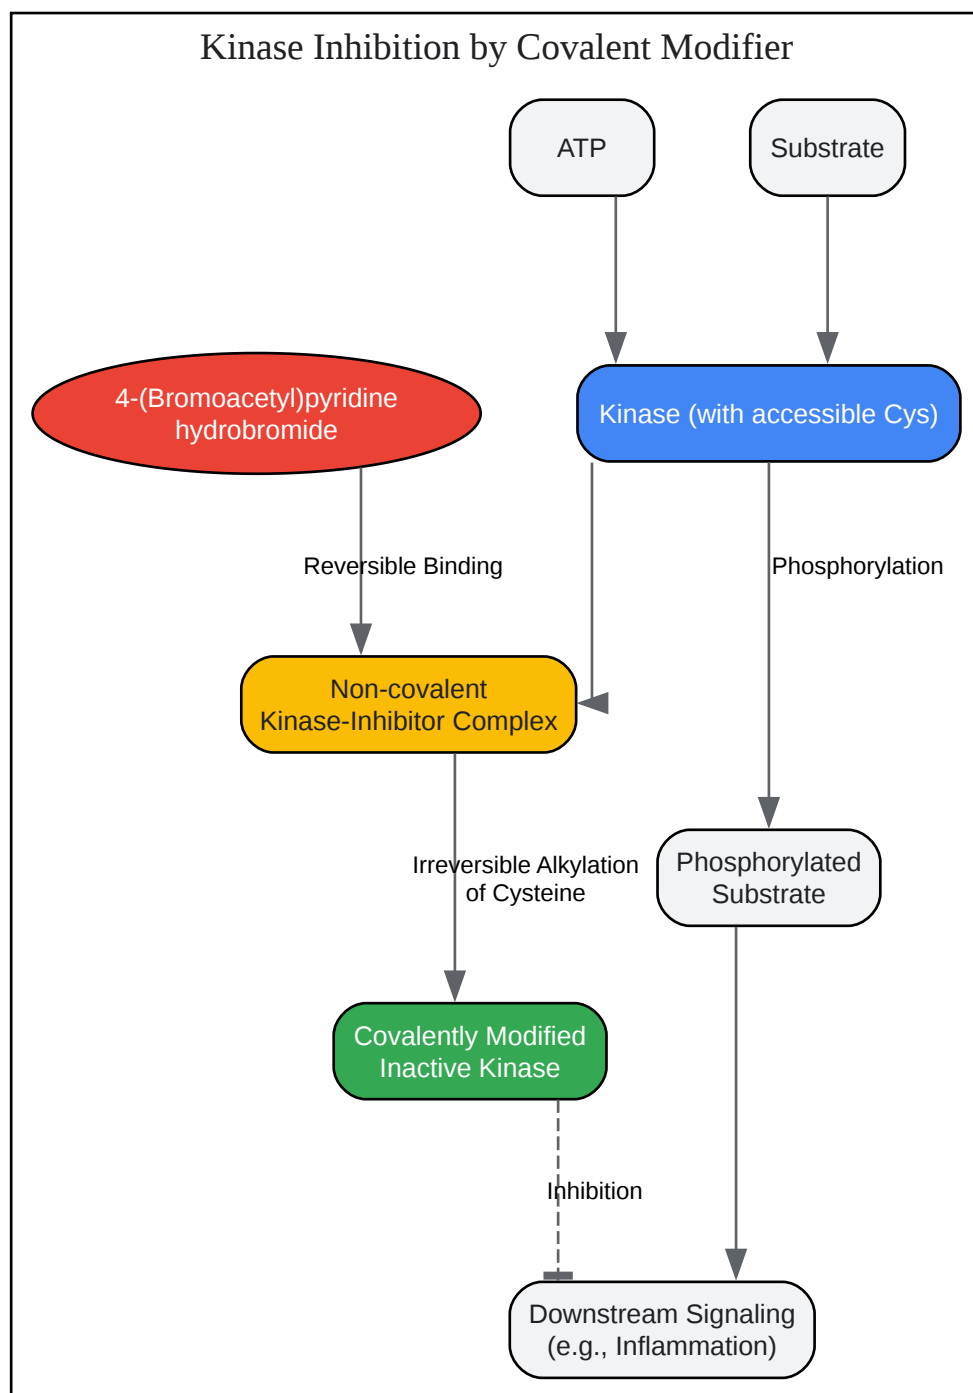 Kinase Inhibition by Covalent Modifier
ATP
Substrate
4-(Bromoacetyl)pyridine
hydrobromide
Kinase (with accessible Cys)
Reversible Binding
Phosphorylation
Non-covalent
Kinase-Inhibitor Complex
Irreversible Alkylation
of Cysteine
Phosphorylated
Substrate
Covalently Modified
Inactive Kinase
Inhibition
Downstream Signaling
(e.g., Inflammation)